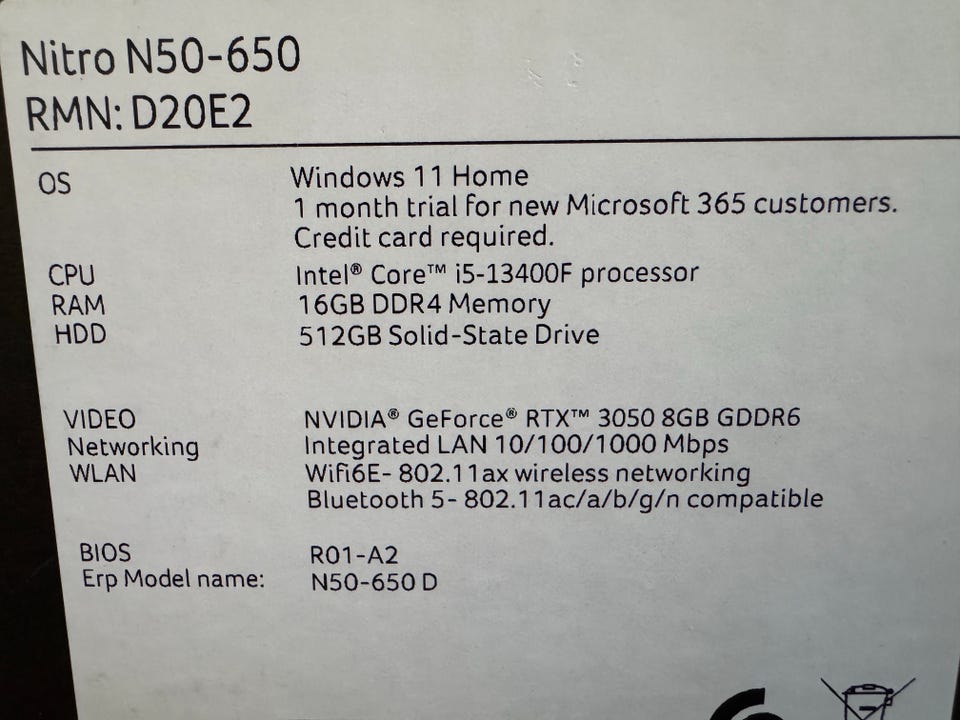 Nitro N50-650
RMN: D20E2
OS Windows 11 Home
1 month trial for new Microsoft 365 customers.
Credit card required.
CPU Intel® Core™ i5-13400F processor
RAM 16GB DDR4 Memory
HDD 512GB Solid-State Drive
VIDEO NVIDIA® GeForce® RTX™ 3050 8GB GDDR6
Networking Integrated LAN 10/100/1000 Mbps
WLAN Wifi6E- 802.11ax wireless networking
Bluetooth 5- 802.11ac/a/b/g/n compatible
BIOS R01-A2
Erp Model name: N50-650 D